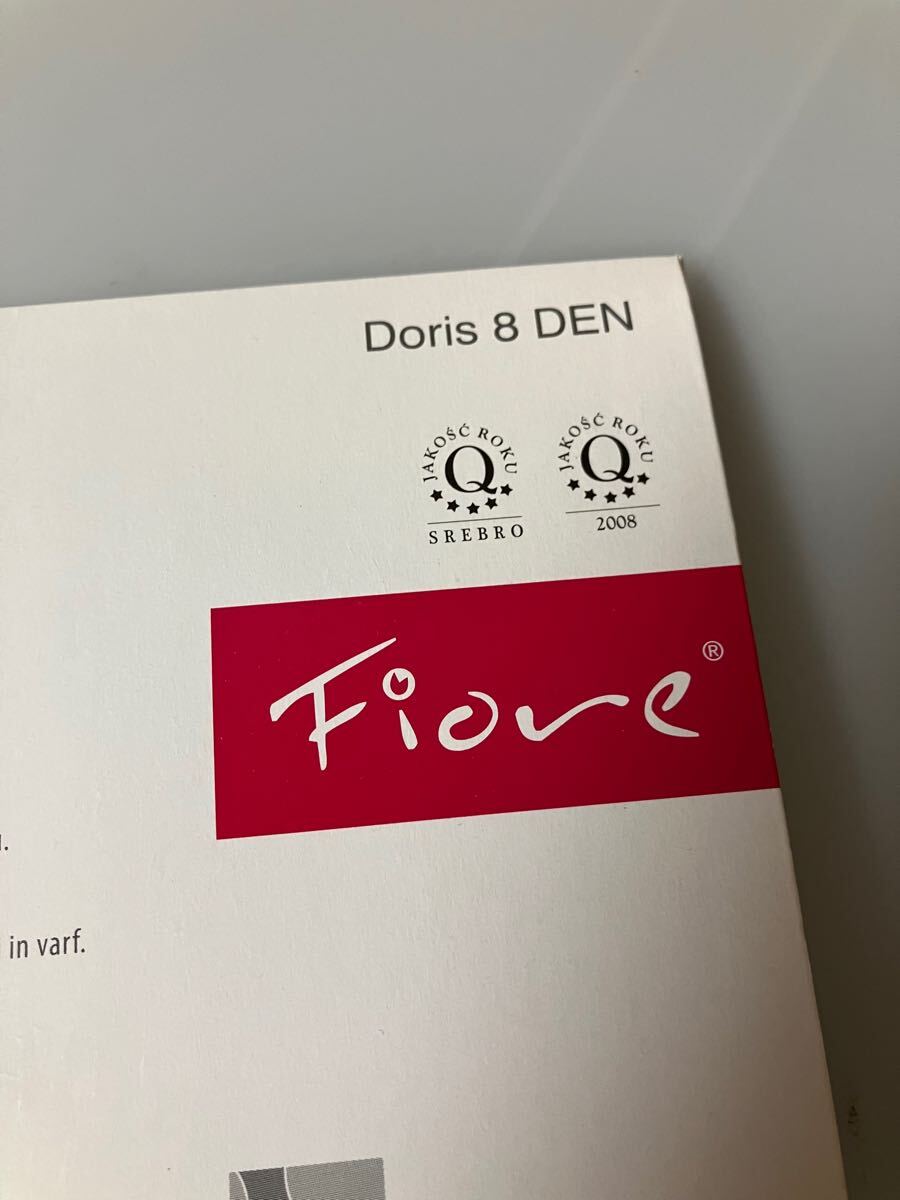 Doris 8 DEN
JAKOŚĆ ROKU
Q
SREBRO
JAKOŚĆ ROKU
Q
2008
Fiore®
in varf.